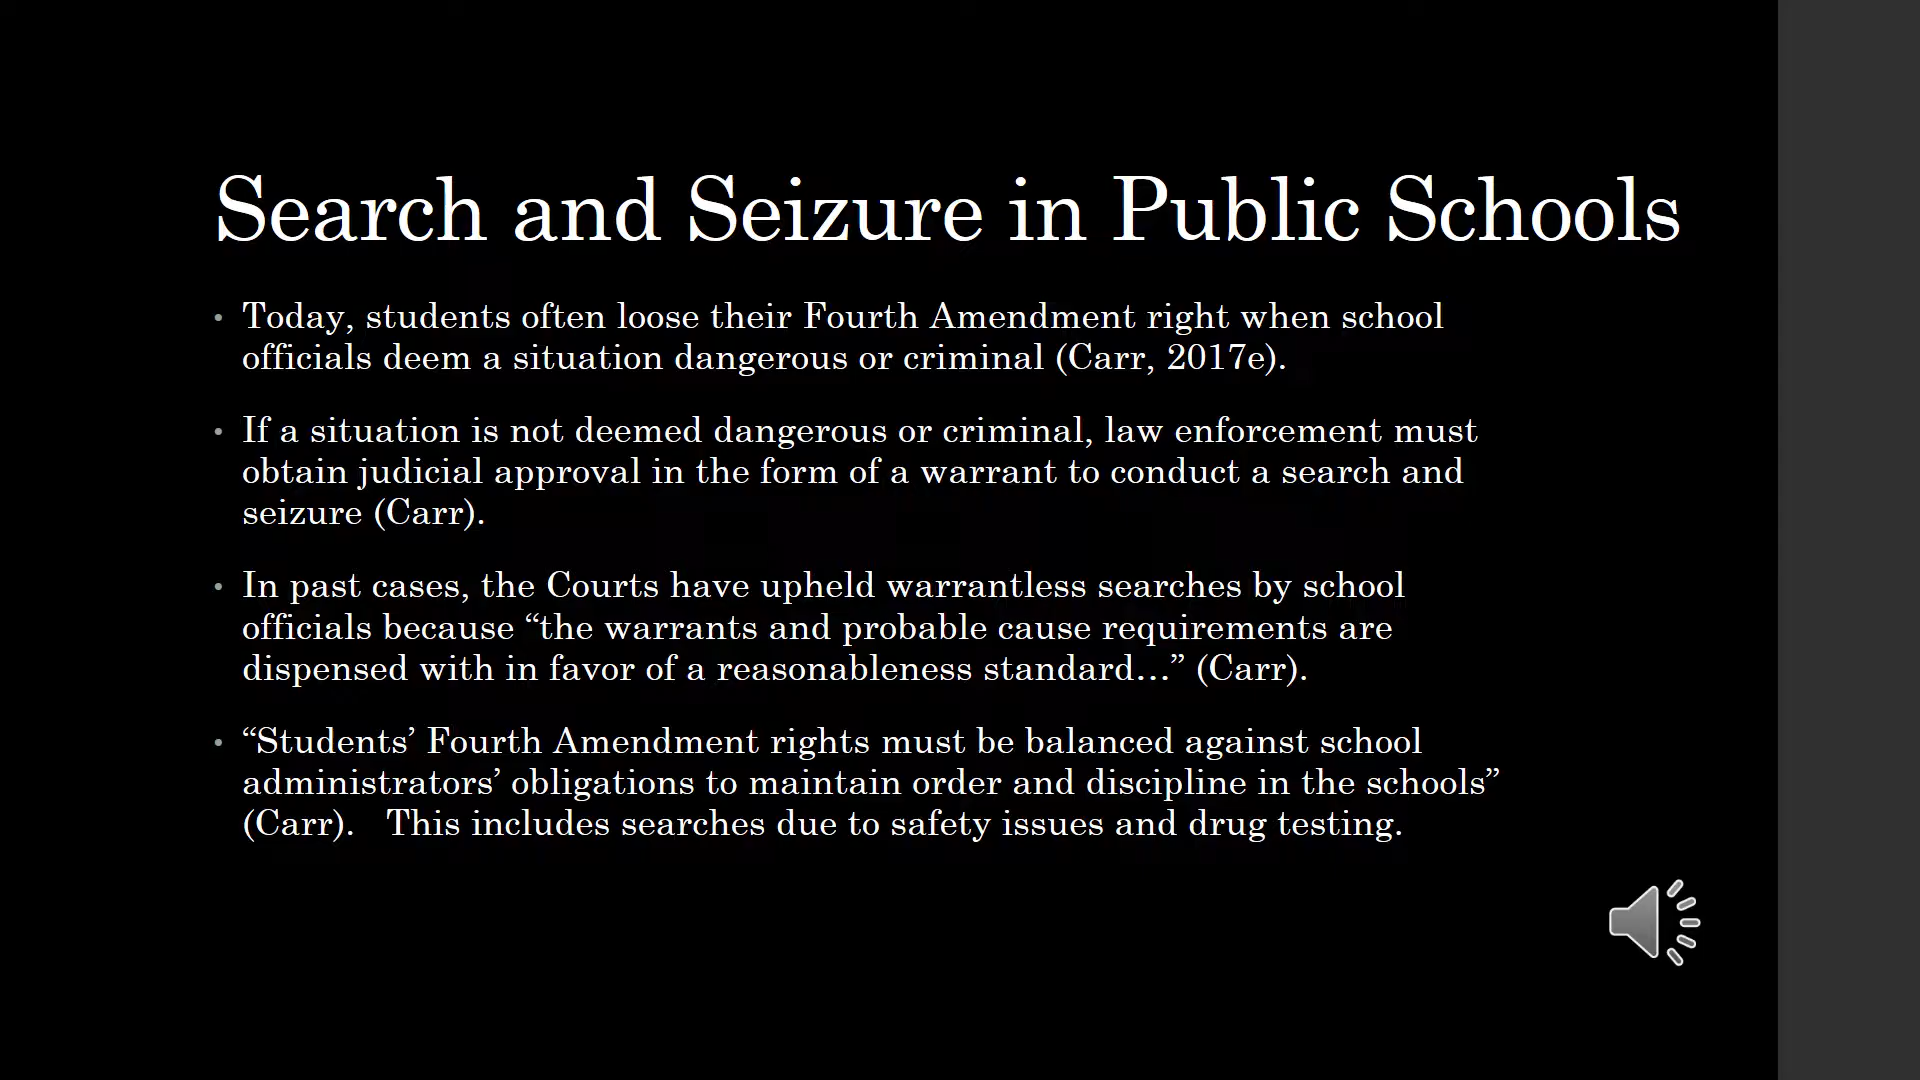 Search and Seizure in Public Schools
• Today, students often loose their Fourth Amendment right when school
officials deem a situation dangerous or criminal (Carr, 2017e).
• If a situation is not deemed dangerous or criminal, law enforcement must
obtain judicial approval in the form of a warrant to conduct a search and
seizure (Carr).
• In past cases, the Courts have upheld warrantless searches by school
officials because “the warrants and probable cause requirements are
dispensed with in favor of a reasonableness standard…” (Carr).
• “Students’ Fourth Amendment rights must be balanced against school
administrators’ obligations to maintain order and discipline in the schools”
(Carr).   This includes searches due to safety issues and drug testing.